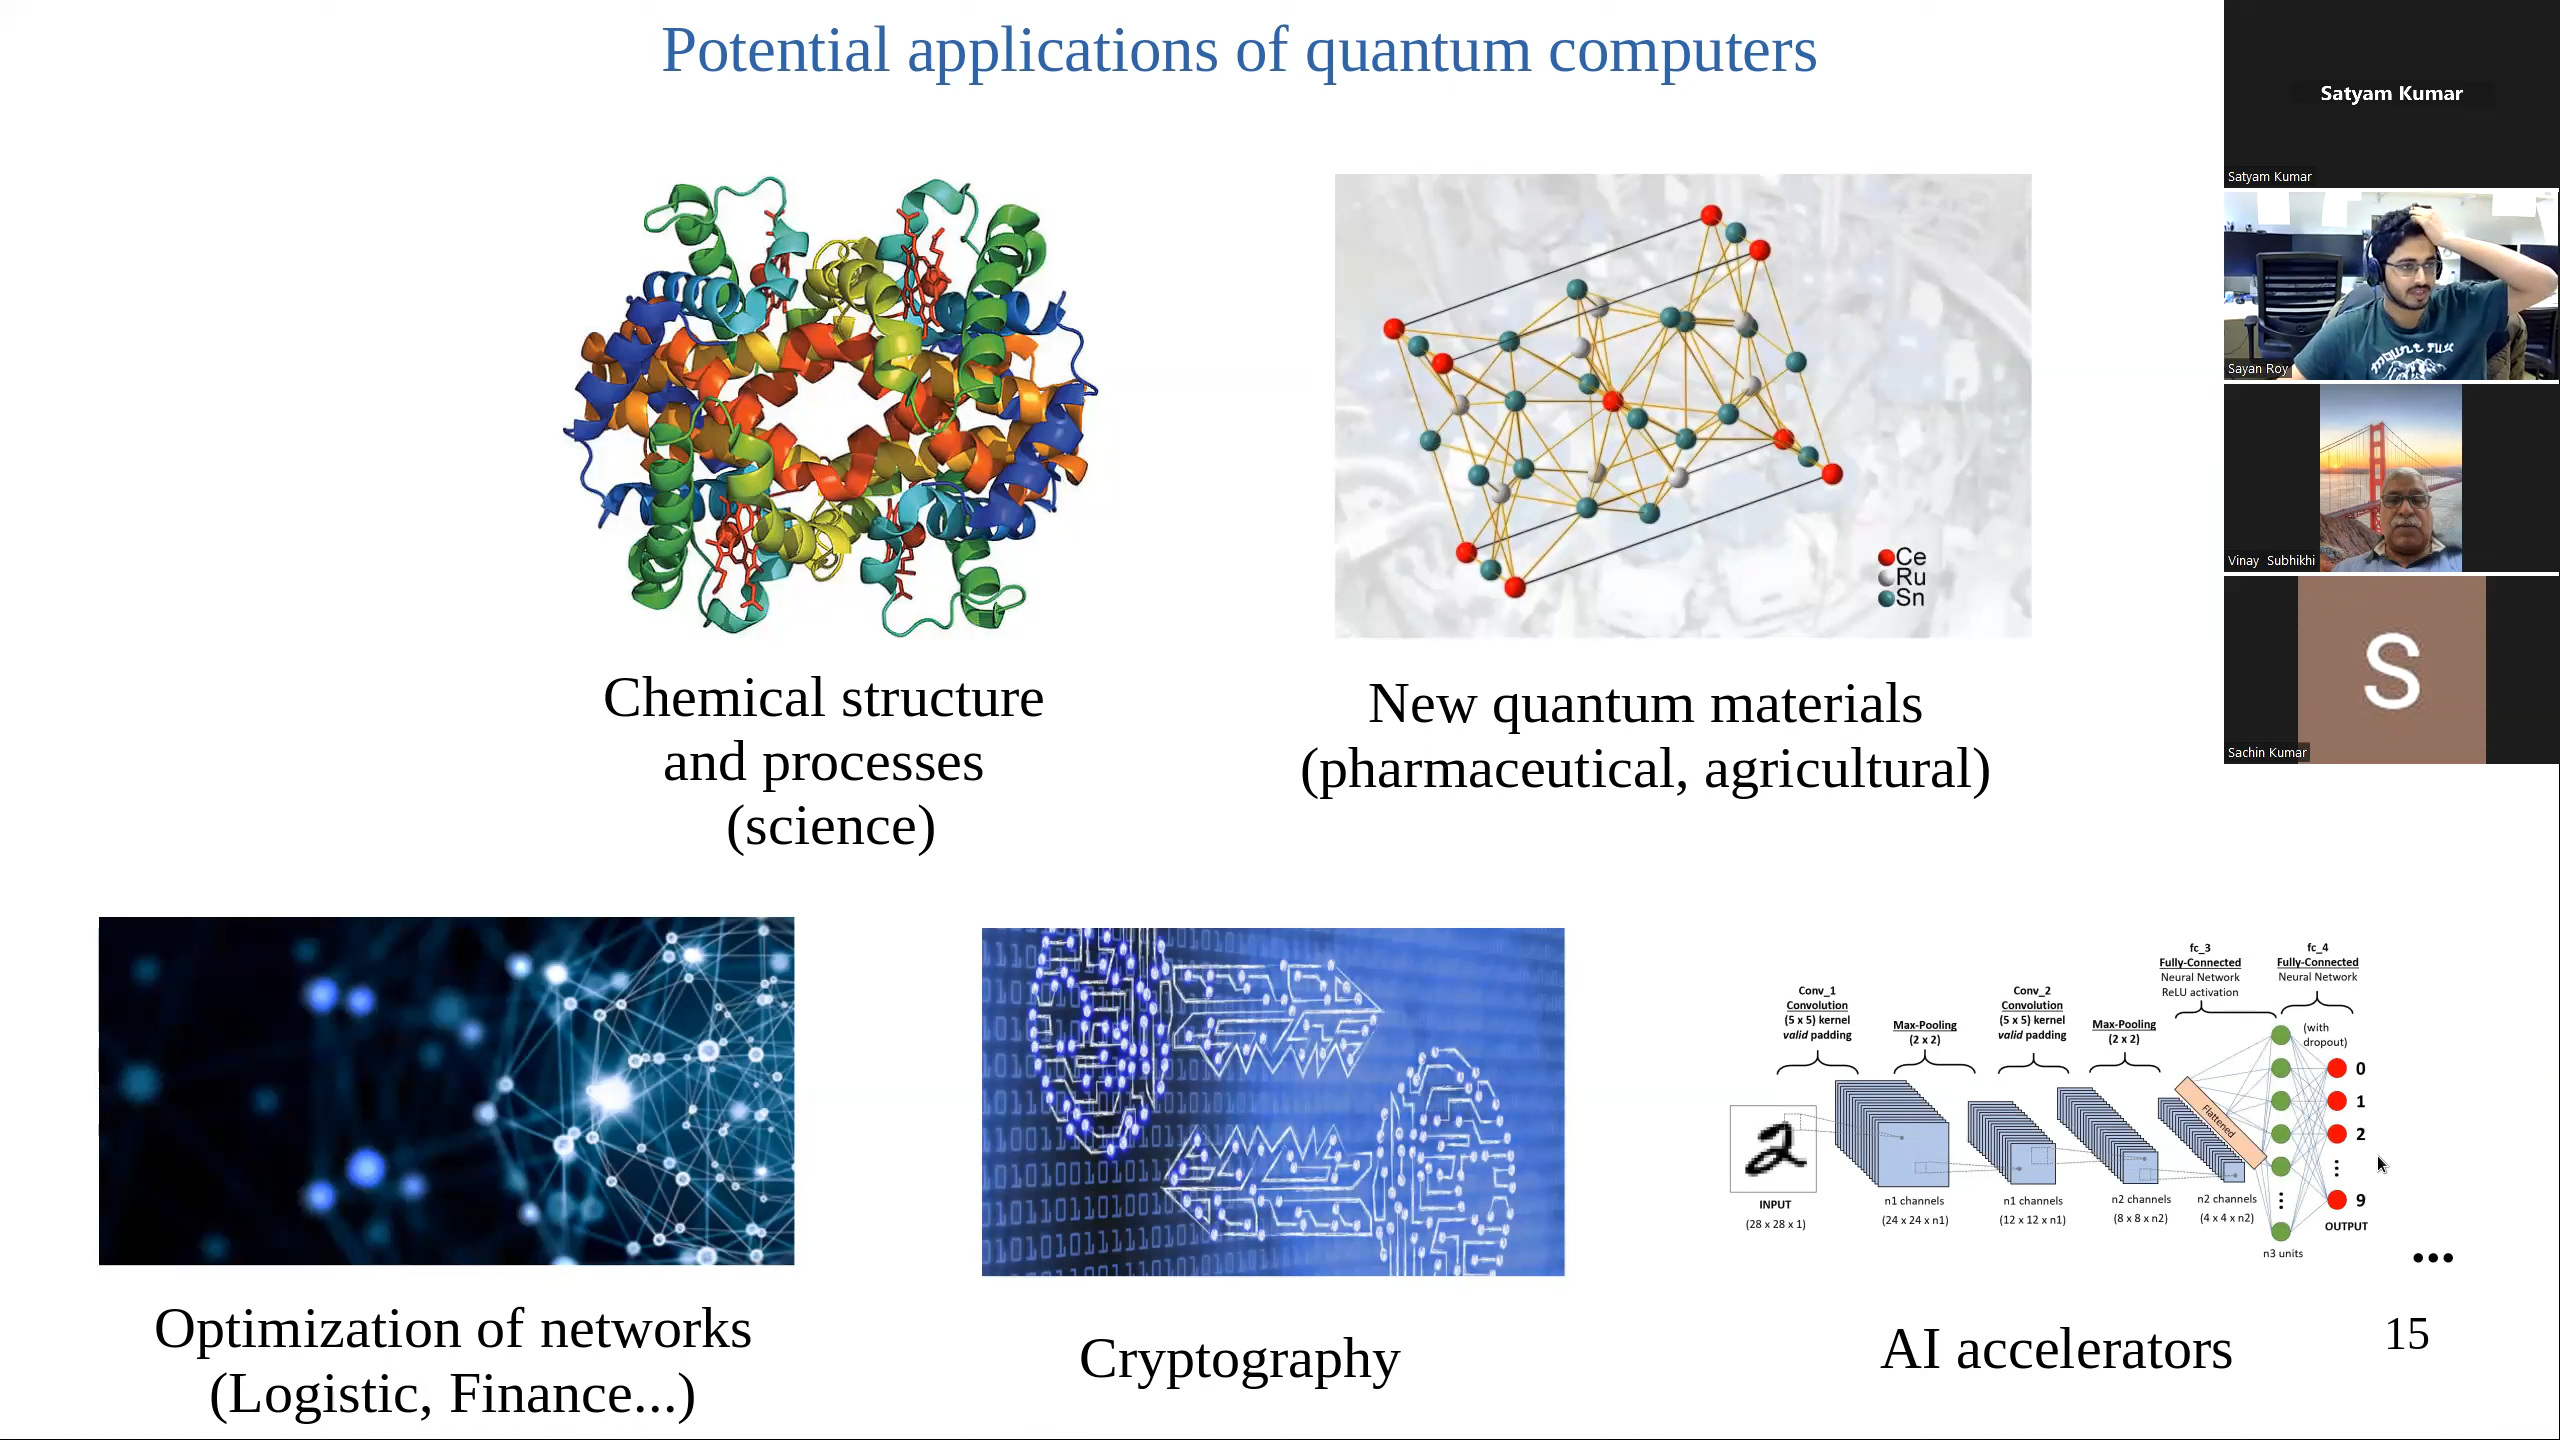 Potential applications of quantum computers
Satyam Kumar
Satyam Kumar
Sayan Roy
Vinay Subhikhi
S
Sachin Kumar
Ce
Ru
Sn
Chemical structure
and processes
(science)
New quantum materials
(pharmaceutical, agricultural)
Optimization of networks
(Logistic, Finance...)
Cryptography
Conv_1
Convolution
(5 x 5) kernel
valid padding
Max-Pooling
(2 x 2)
Conv_2
Convolution
(5 x 5) kernel
valid padding
Max-Pooling
(2 x 2)
fc_3
Fully-Connected
Neural Network
ReLU activation
fc_4
Fully-Connected
Neural Network
(with
dropout)
Flattened
0
1
2
9
OUTPUT
2
INPUT
(28 x 28 x 1)
n1 channels
(24 x 24 x n1)
n1 channels
(12 x 12 x n1)
n2 channels
(8 x 8 x n2)
n2 channels
(4 x 4 x n2)
n3 units
...
AI accelerators
15